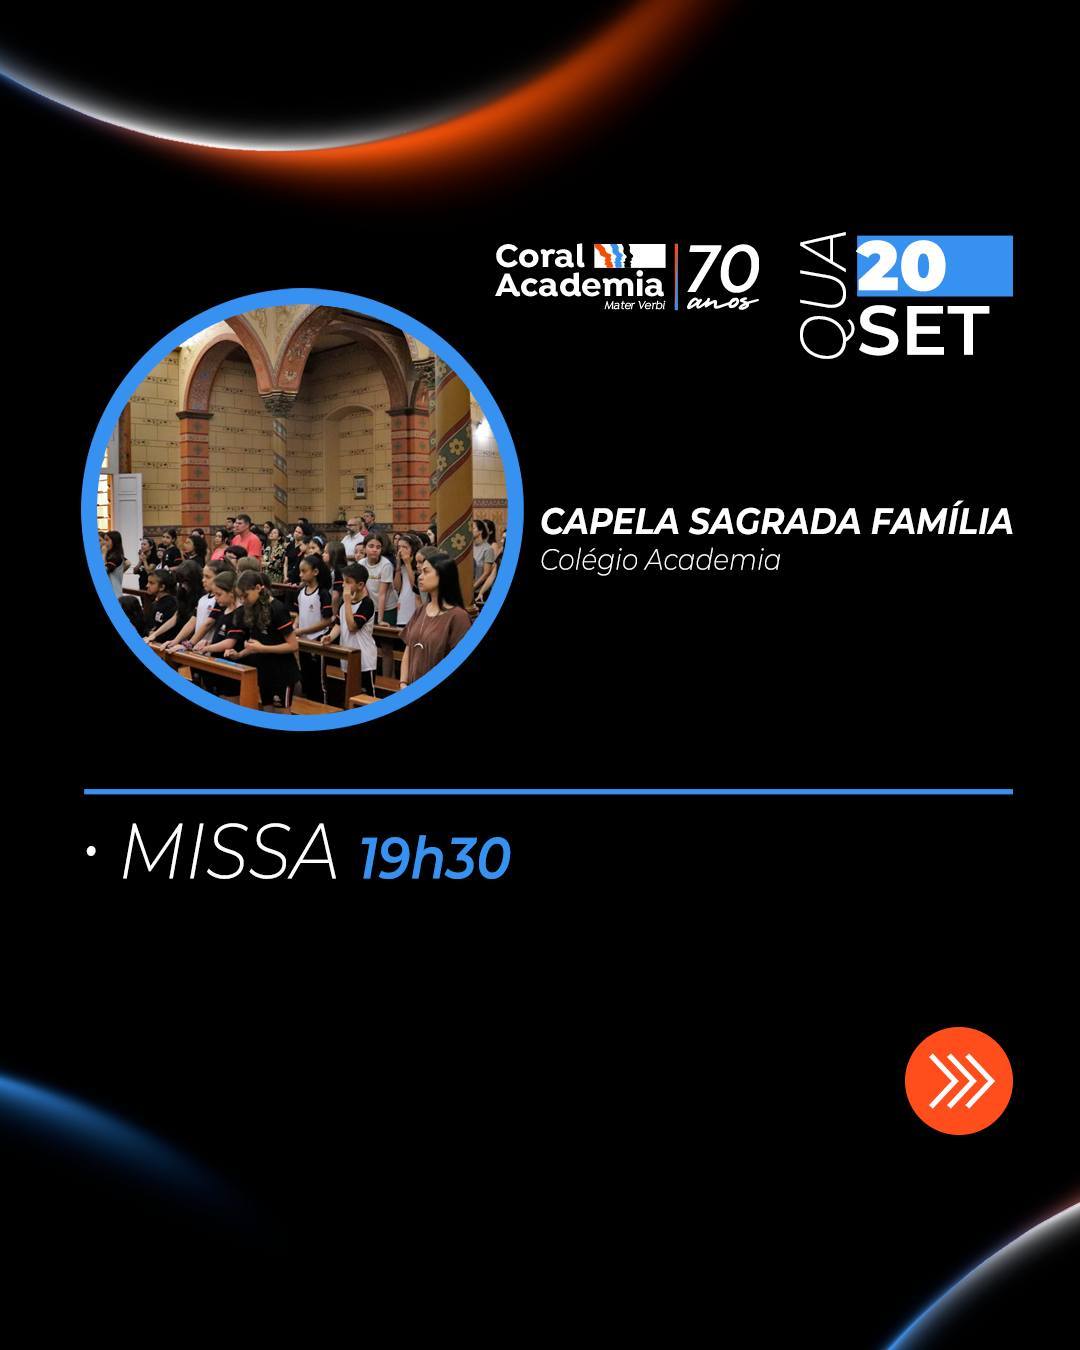 Coral
Academia
Mater Verbi
70
anos
QUA
20
SET
CAPELA SAGRADA FAMÍLIA
Colégio Academia
• MISSA 19h30